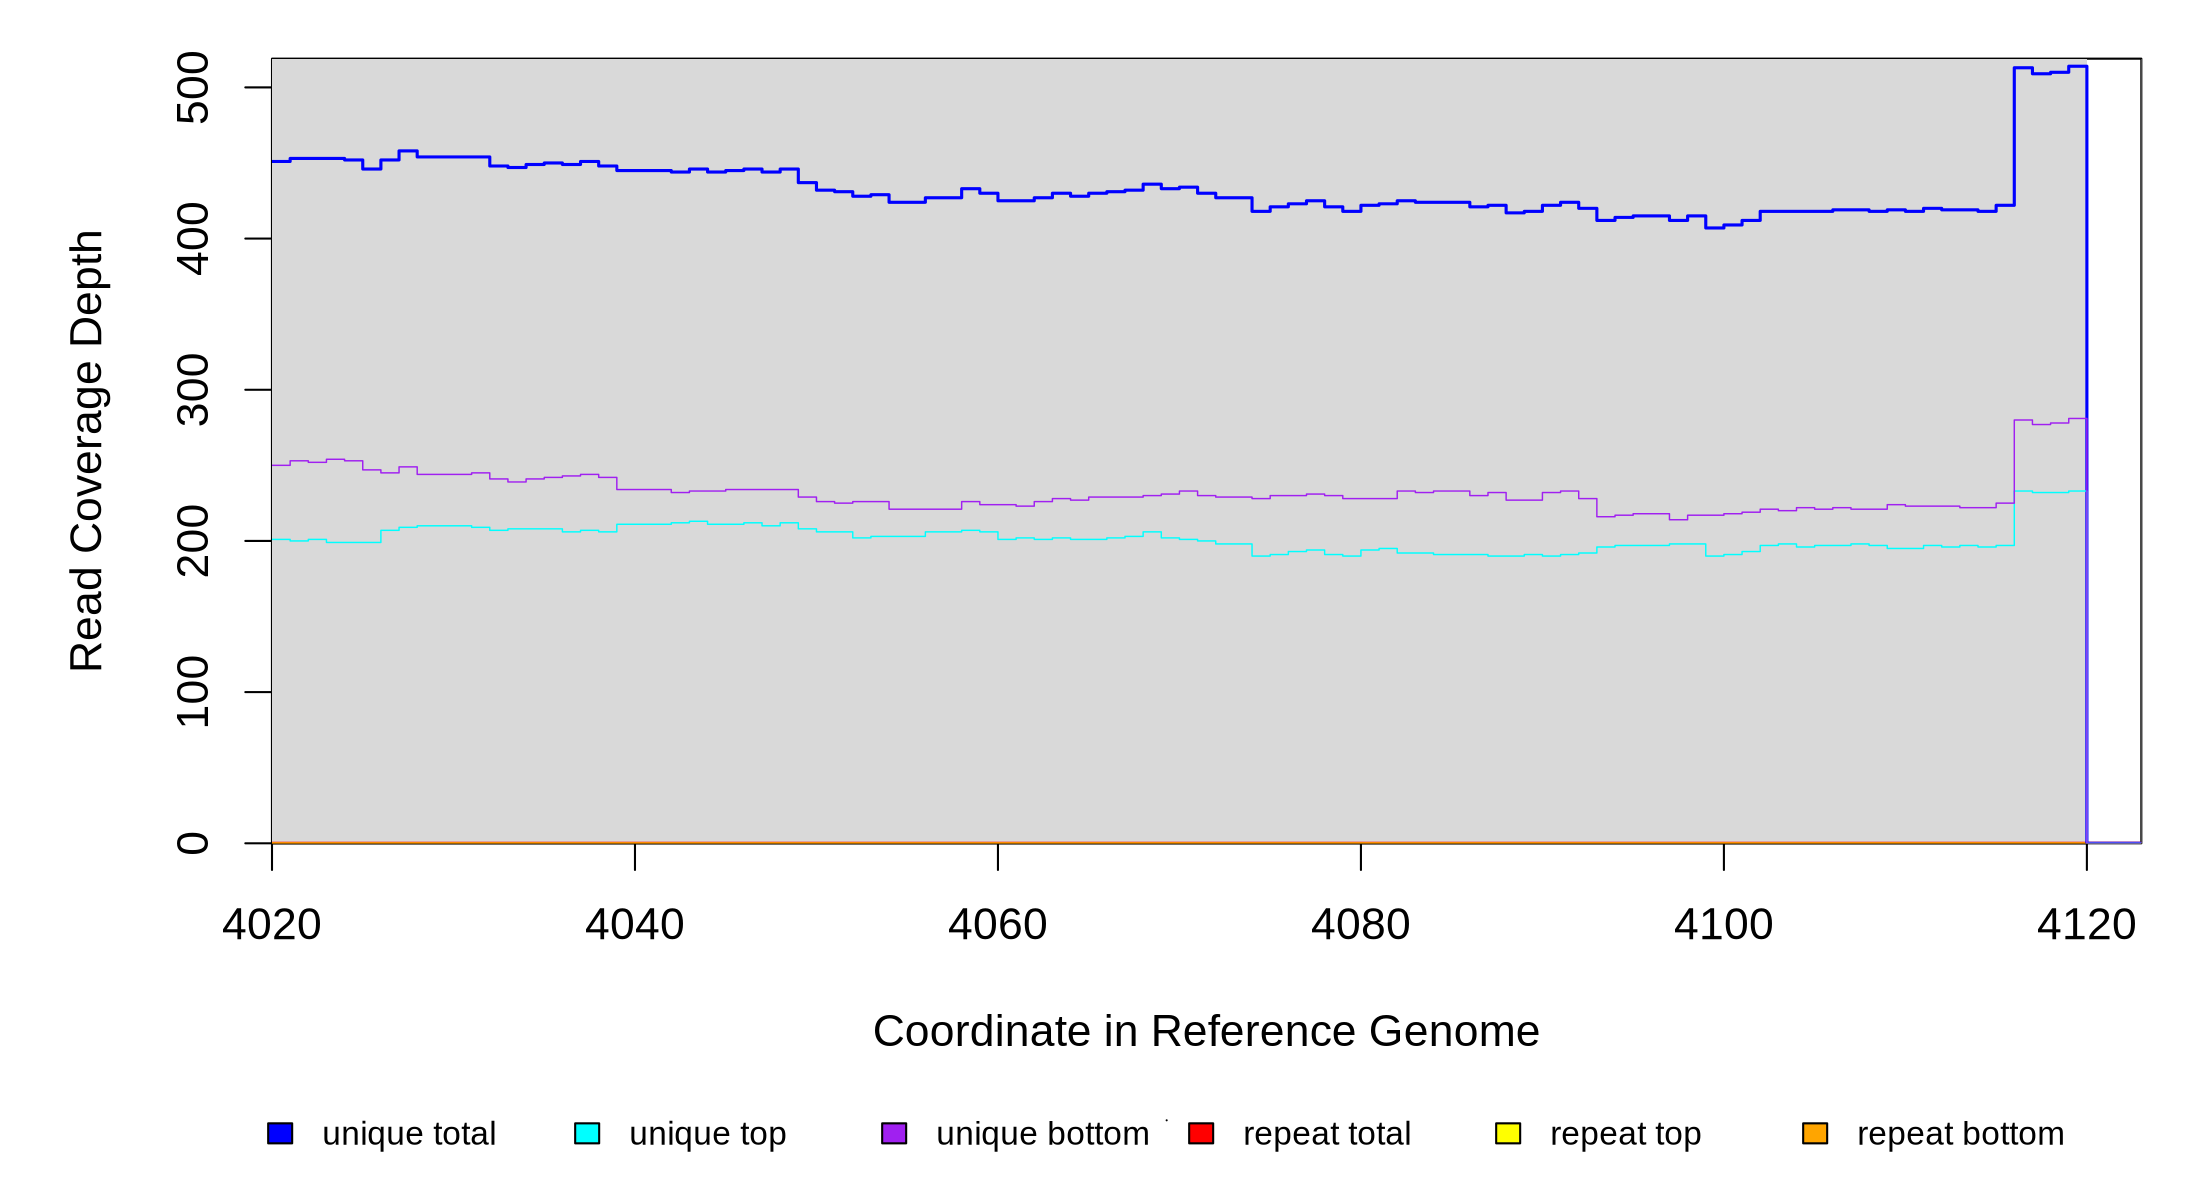 500
400
300
200
100
0
Read Coverage Depth
4020 4040 4060 4080 4100 4120
Coordinate in Reference Genome
unique total unique top unique bottom repeat total repeat top repeat bottom